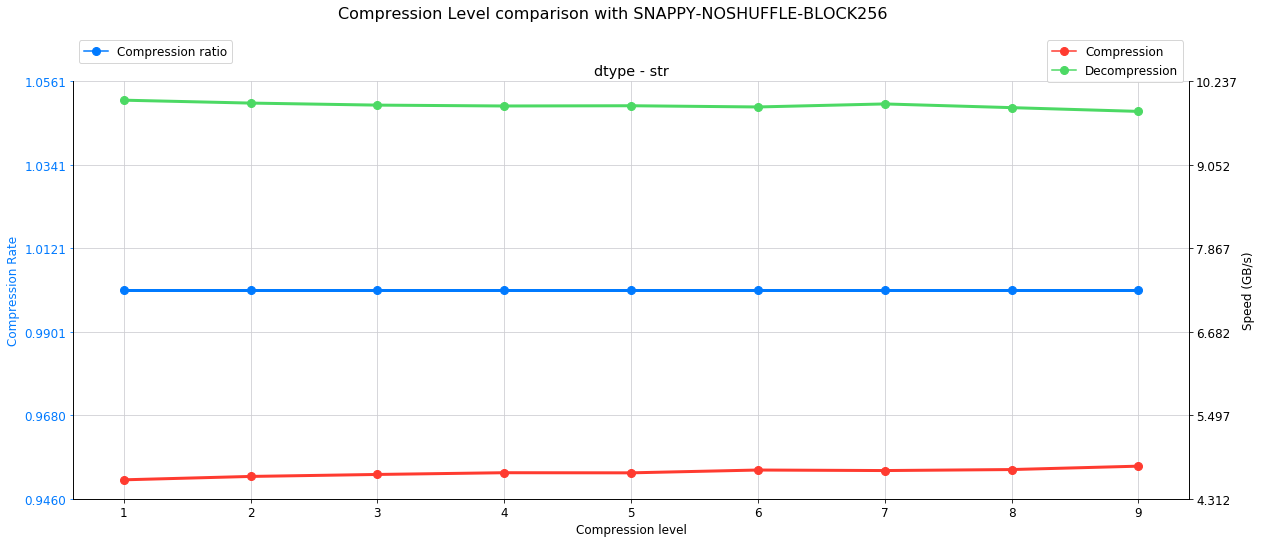 Compression Level comparison with SNAPPY-NOSHUFFLE-BLOCK256
Compression ratio
Compression
Decompression
dtype - str
1.0561
1.0341
1.0121
0.9901
0.9680
0.9460
Compression Rate
10.237
9.052
7.867
6.682
5.497
4.312
Speed (GB/s)
1 2 3 4 5 6 7 8 9
Compression level